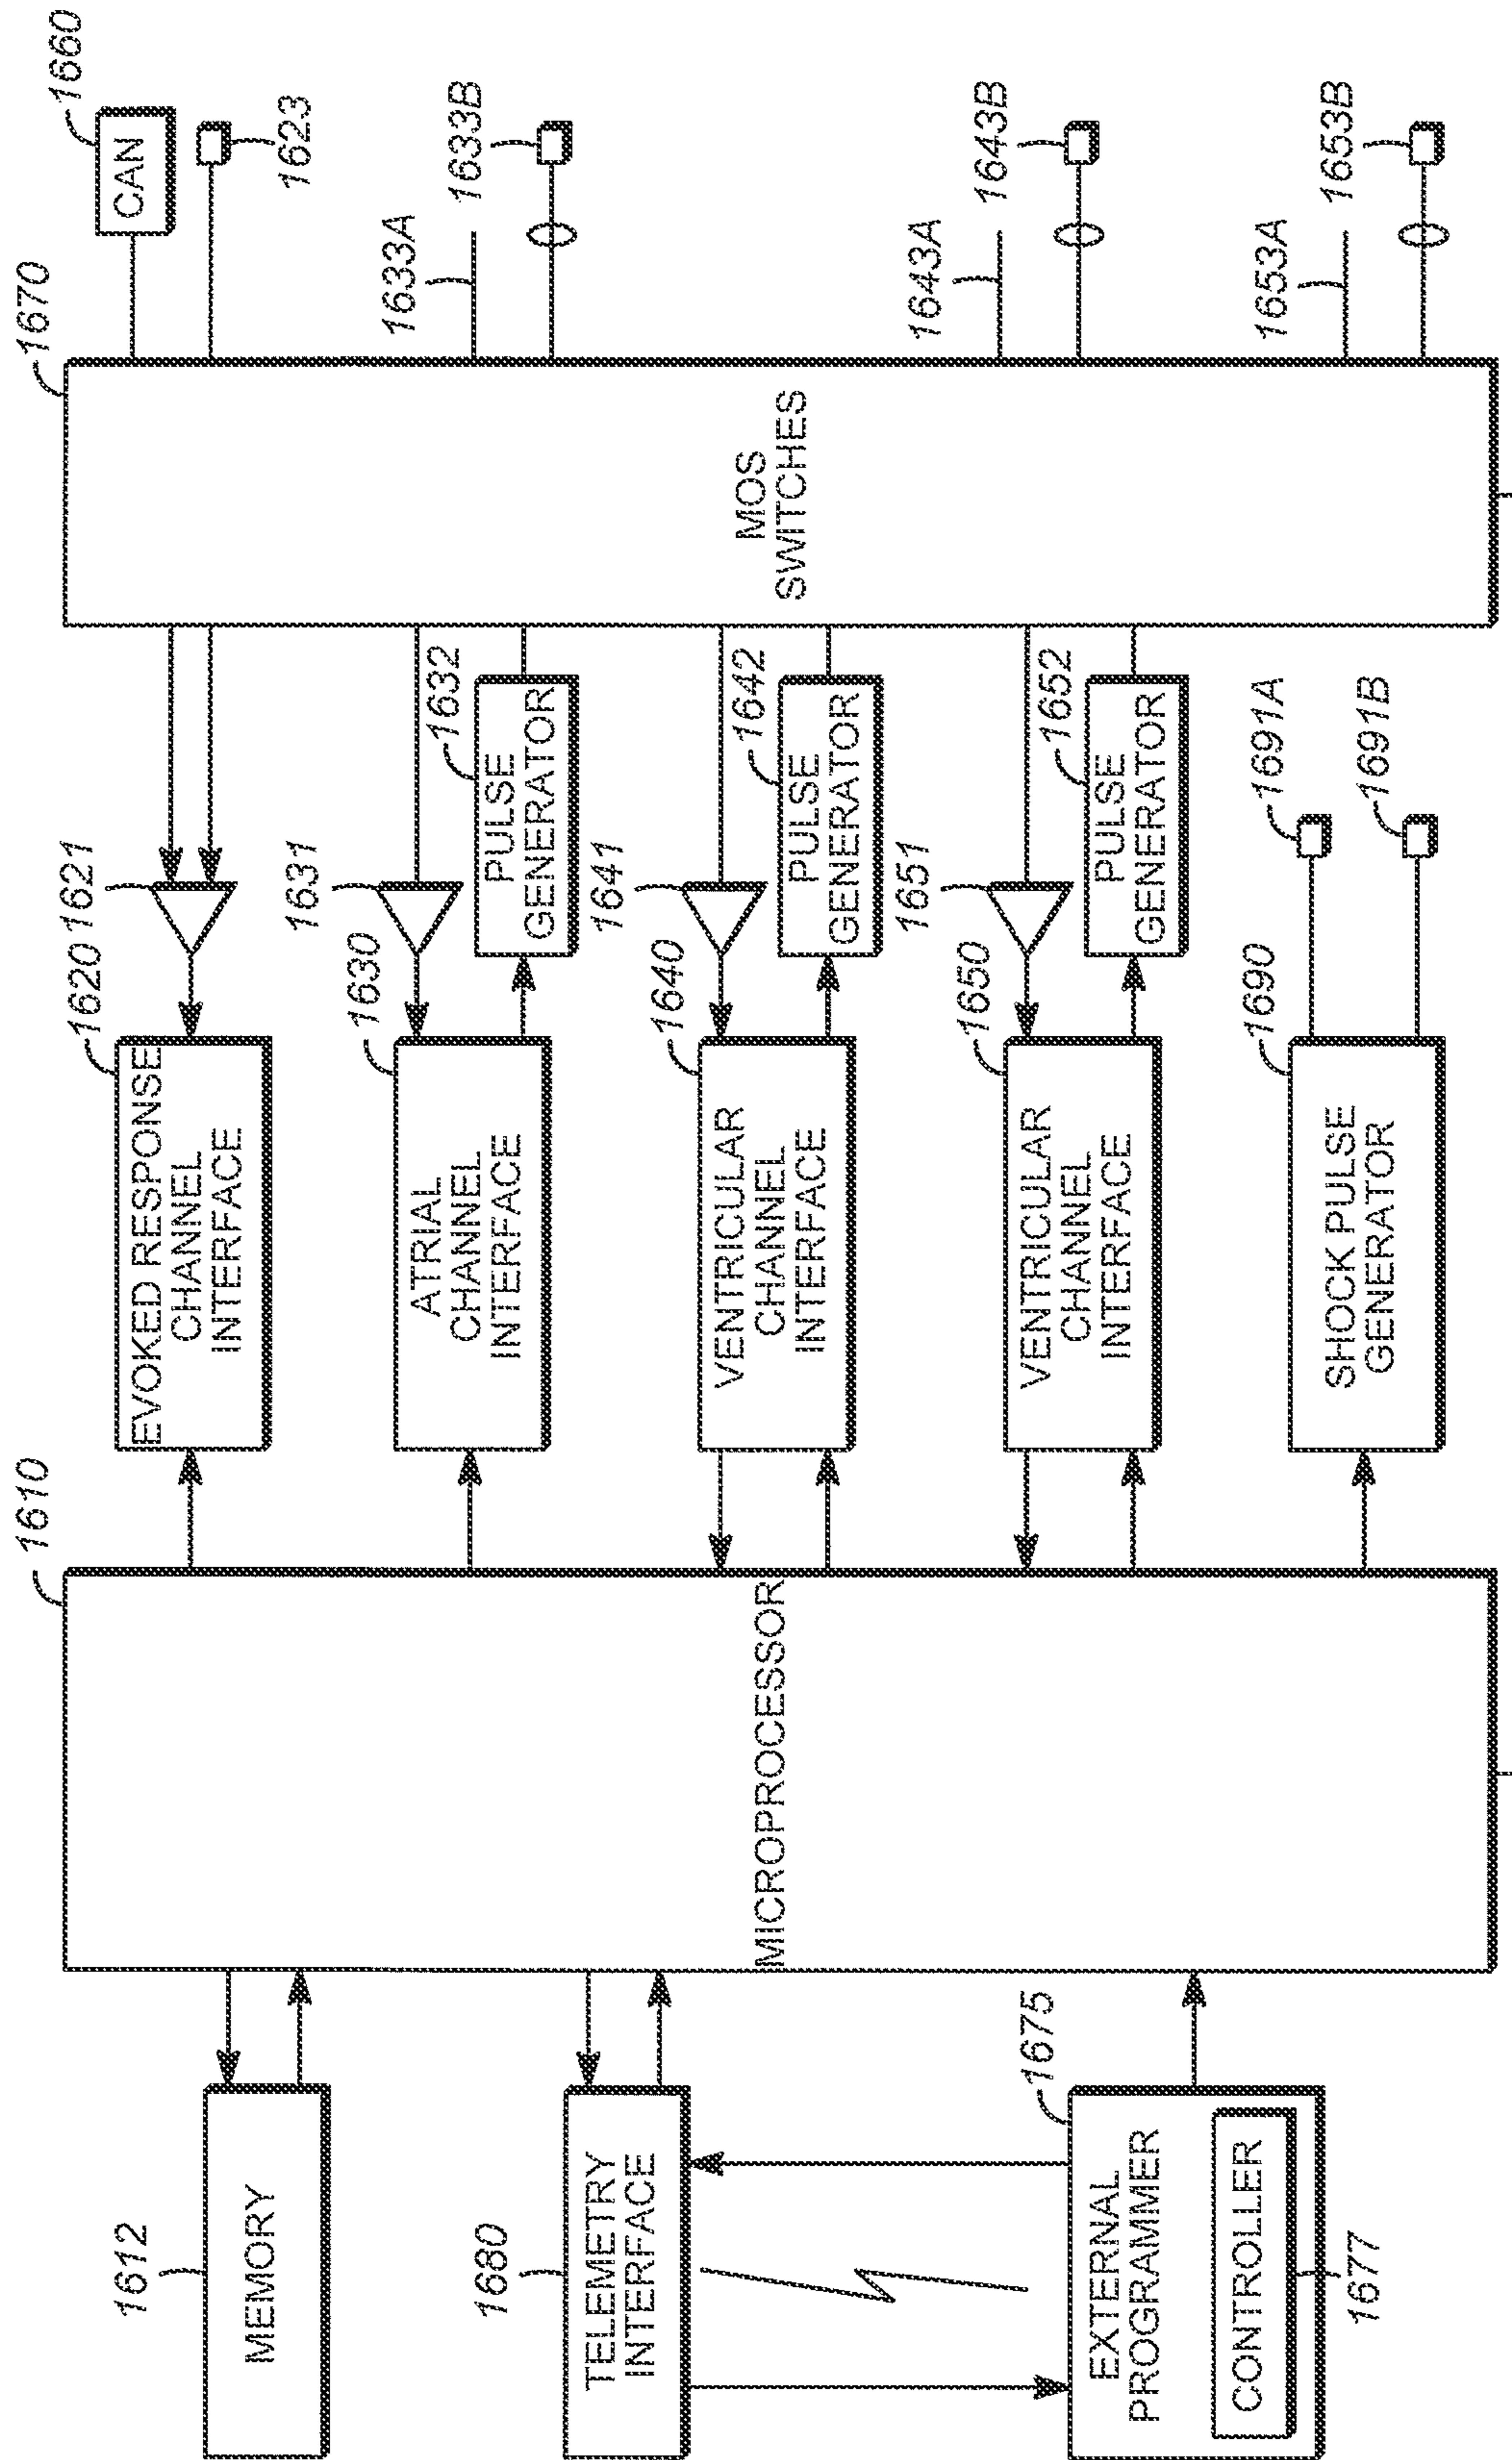 1610
1670
1660
CAN
1623
1612
MEMORY
1620
1621
EVOKED RESPONSE
CHANNEL
INTERFACE
1630
1631
ATRIAL
CHANNEL
INTERFACE
1632
PULSE
GENERATOR
1633A
1633B
1680
TELEMETRY
INTERFACE
MICROPROCESSOR
1640
1641
VENTRICULAR
CHANNEL
INTERFACE
1642
PULSE
GENERATOR
MOS
SWITCHES
1643A
1643B
1675
EXTERNAL
PROGRAMMER
CONTROLLER
1677
1650
1651
VENTRICULAR
CHANNEL
INTERFACE
1652
PULSE
GENERATOR
1653A
1653B
1690
SHOCK PULSE
GENERATOR
1691A
1691B